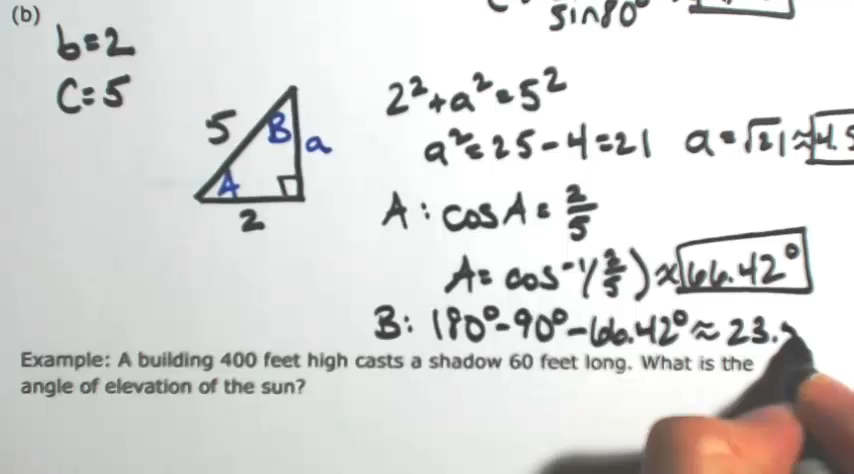 (b)
sin80°
b=2
C=5
2²+a²=5²
a²=25-4=21 a=√21≈4.5
5 B a
A
2
A: cosA=2/5
A=cos⁻¹(2/5)≈66.42°
B: 180°-90°-66.42°≈23.
Example: A building 400 feet high casts a shadow 60 feet long. What is the
angle of elevation of the sun?